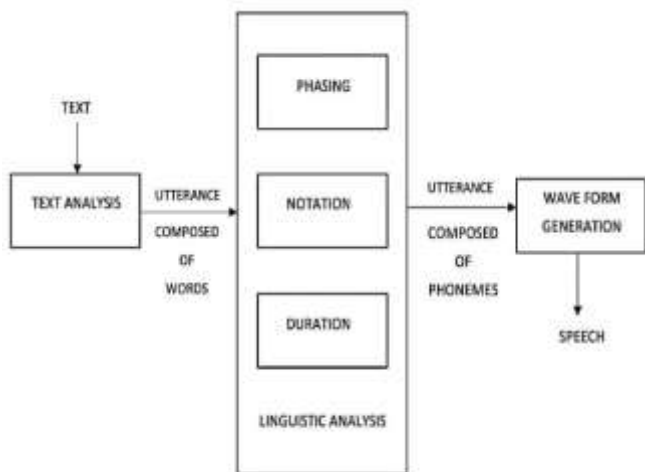 TEXT
TEXT ANALYSIS
UTTERANCE
COMPOSED
OF
WORDS
PHASING
NOTATION
DURATION
LINGUISTIC ANALYSIS
UTTERANCE
COMPOSED
OF
PHONEMES
WAVE FORM
GENERATION
SPEECH